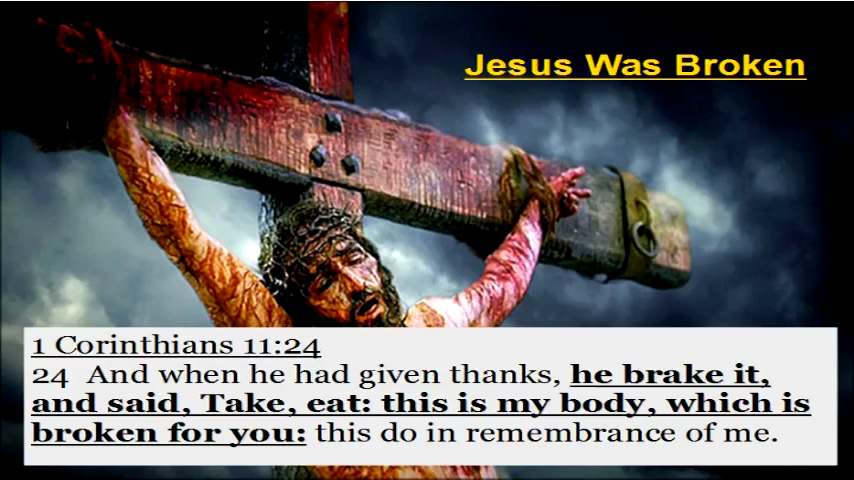 Jesus Was Broken
1 Corinthians 11:24
24  And when he had given thanks, he brake it,
and said, Take, eat: this is my body, which is
broken for you: this do in remembrance of me.